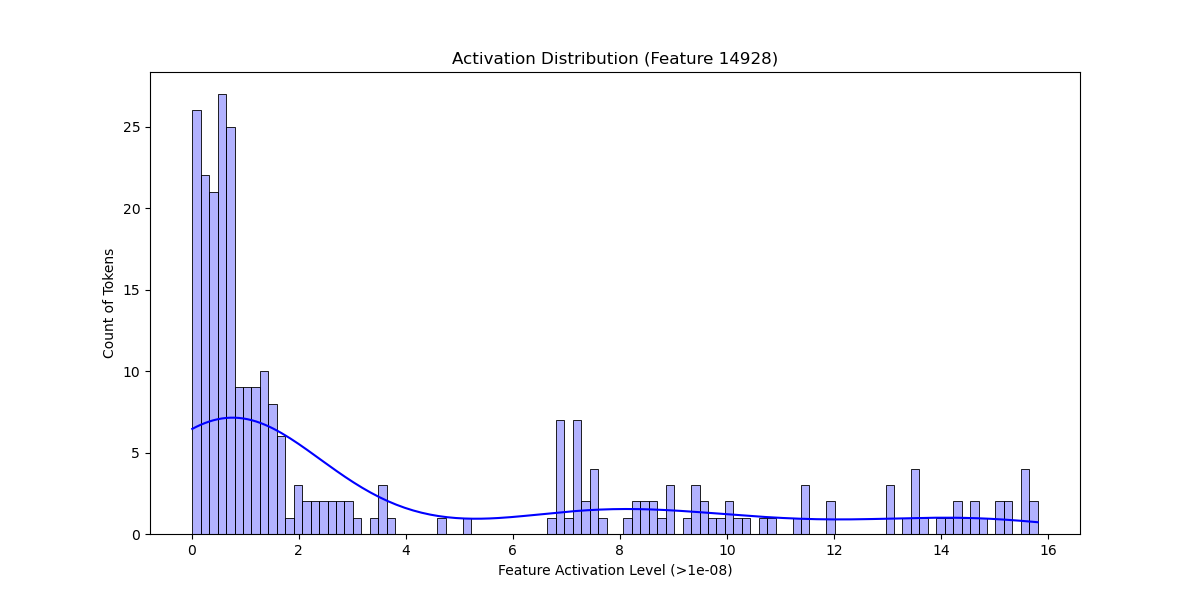 Activation Distribution (Feature 14928)
25
20
15
10
5
0
Count of Tokens
0 2 4 6 8 10 12 14 16
Feature Activation Level (>1e-08)